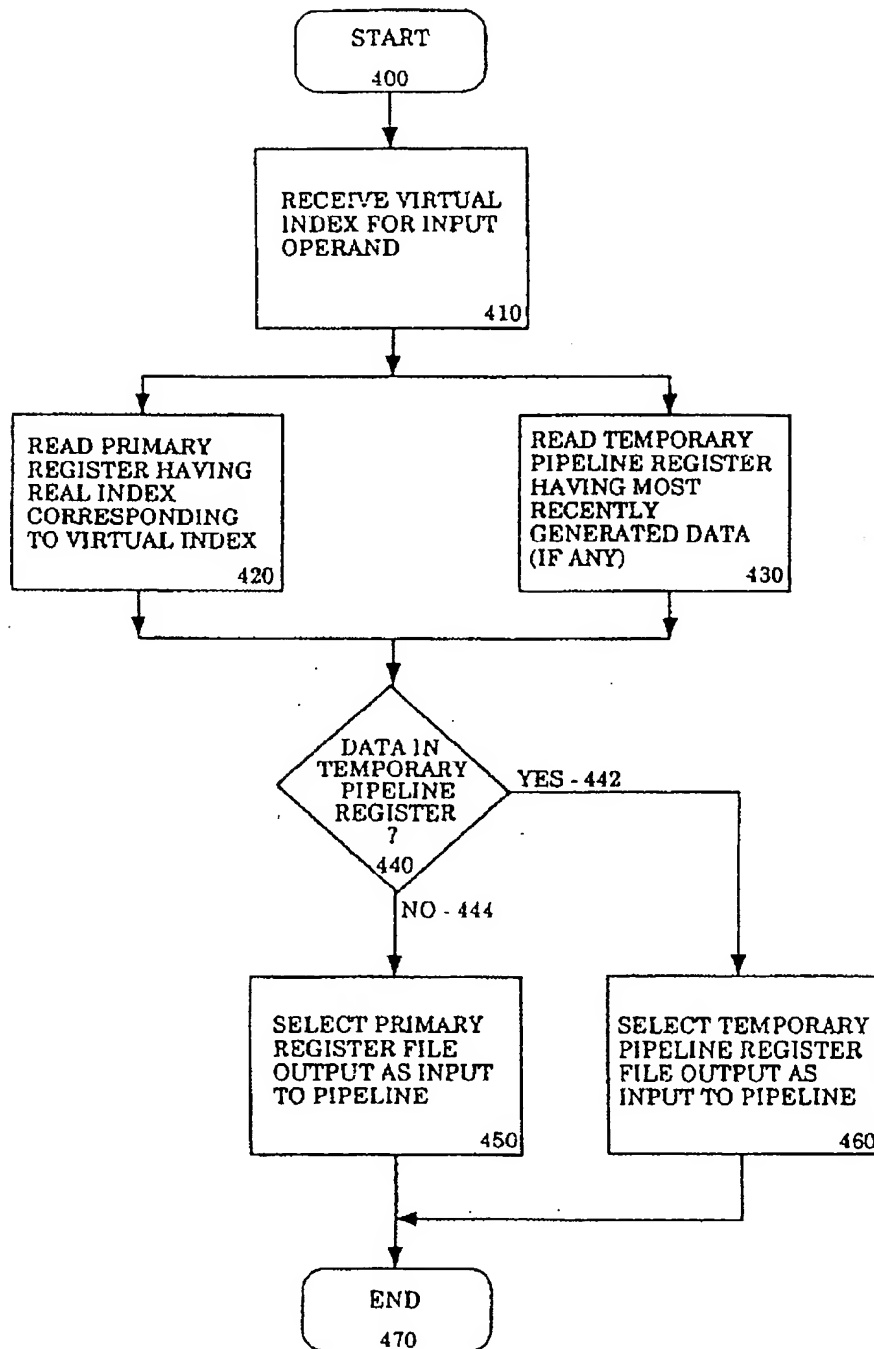 START
400
RECEIVE VIRTUAL
INDEX FOR INPUT
OPERAND
410
READ PRIMARY
REGISTER HAVING
REAL INDEX
CORRESPONDING
TO VIRTUAL INDEX
420
READ TEMPORARY
PIPELINE REGISTER
HAVING MOST
RECENTLY
GENERATED DATA
(IF ANY)
430
DATA IN
TEMPORARY
PIPELINE
REGISTER
?
440
YES - 442
NO - 444
SELECT PRIMARY
REGISTER FILE
OUTPUT AS INPUT
TO PIPELINE
450
SELECT TEMPORARY
PIPELINE REGISTER
FILE OUTPUT AS
INPUT TO PIPELINE
460
END
470